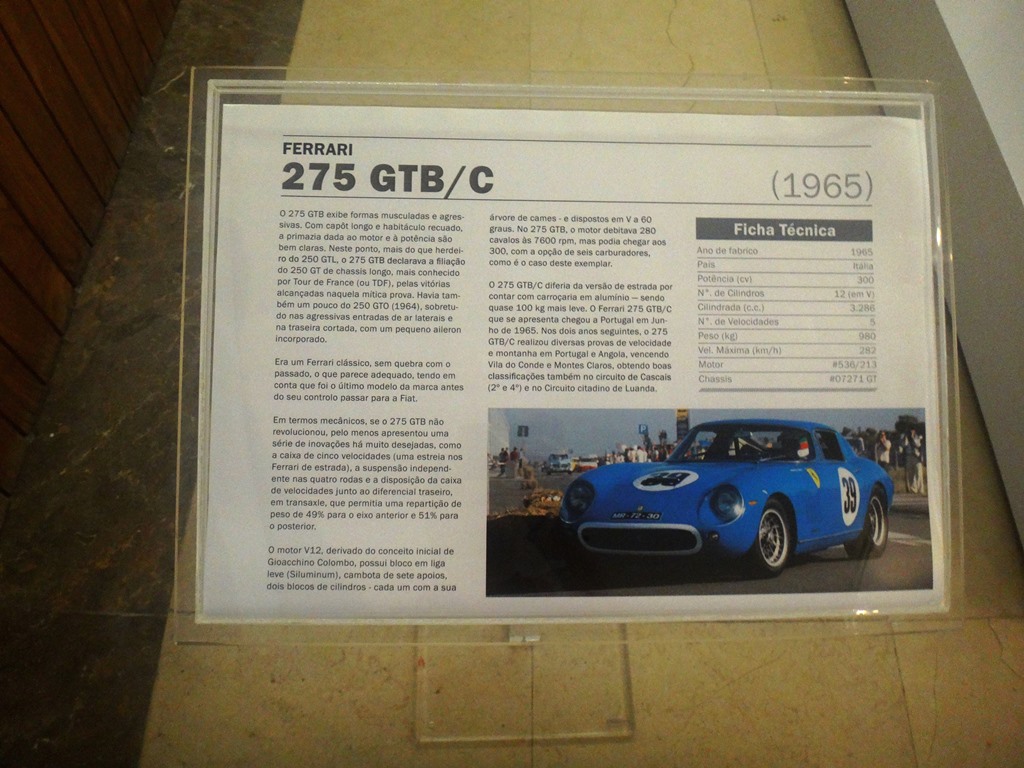 FERRARI
275 GTB/C
(1965)
O 275 GTB exibe formas musculadas e agres-
sivas. Com capôt longo e habitáculo recuado,
a primazia dada ao motor e à potência são
bem claras. Neste ponto, mais do que herdei-
ro do 250 GTL, o 275 GTB declarava a filiação
do 250 GT de chassis longo, mais conhecido
por Tour de France (ou TDF), pelas vitórias
alcançadas naquela mítica prova. Havia tam-
bém um pouco do 250 GTO (1964), sobretu-
do nas agressivas entradas de ar laterais e
na traseira cortada, com um pequeno aileron
incorporado.
Era um Ferrari clássico, sem quebra com o
passado, o que parece adequado, tendo em
conta que foi o último modelo da marca antes
do seu controlo passar para a Fiat.
Em termos mecânicos, se o 275 GTB não
revolucionou, pelo menos apresentou uma
série de inovações há muito desejadas, como
a caixa de cinco velocidades (uma estreia nos
Ferrari de estrada), a suspensão independ-
ente nas quatro rodas e a disposição da caixa
de velocidades junto ao diferencial traseiro,
em transaxle, que permitia uma repartição de
peso de 49% para o eixo anterior e 51% para
o posterior.
O motor V12, derivado do conceito inicial de
Gioacchino Colombo, possui bloco em liga
leve (Siluminum), cambota de sete apoios,
dois blocos de cilindros - cada um com a sua
árvore de cames - e dispostos em V a 60
graus. No 275 GTB, o motor debitava 280
cavalos às 7600 rpm, mas podia chegar aos
300, com a opção de seis carburadores,
como é o caso deste exemplar.
O 275 GTB/C diferia da versão de estrada por
contar com carroçaria em alumínio — sendo
quase 100 kg mais leve. O Ferrari 275 GTB/C
que se apresenta chegou a Portugal em Jun-
ho de 1965. Nos dois anos seguintes, o 275
GTB/C realizou diversas provas de velocidade
e montanha em Portugal e Angola, vencendo
Vila do Conde e Montes Claros, obtendo boas
classificações também no circuito de Cascais
(2º e 4º) e no Circuito citadino de Luanda.
Ficha Técnica
Ano de fabrico 1965
País Itália
Potência (cv) 300
Nº. de Cilindros 12 (em V)
Cilindrada (c.c.) 3.286
Nº. de Velocidades 5
Peso (kg) 980
Vel. Máxima (km/h) 282
Motor #536/213
Chassis #07271 GT
P
39
39
MR-72-30